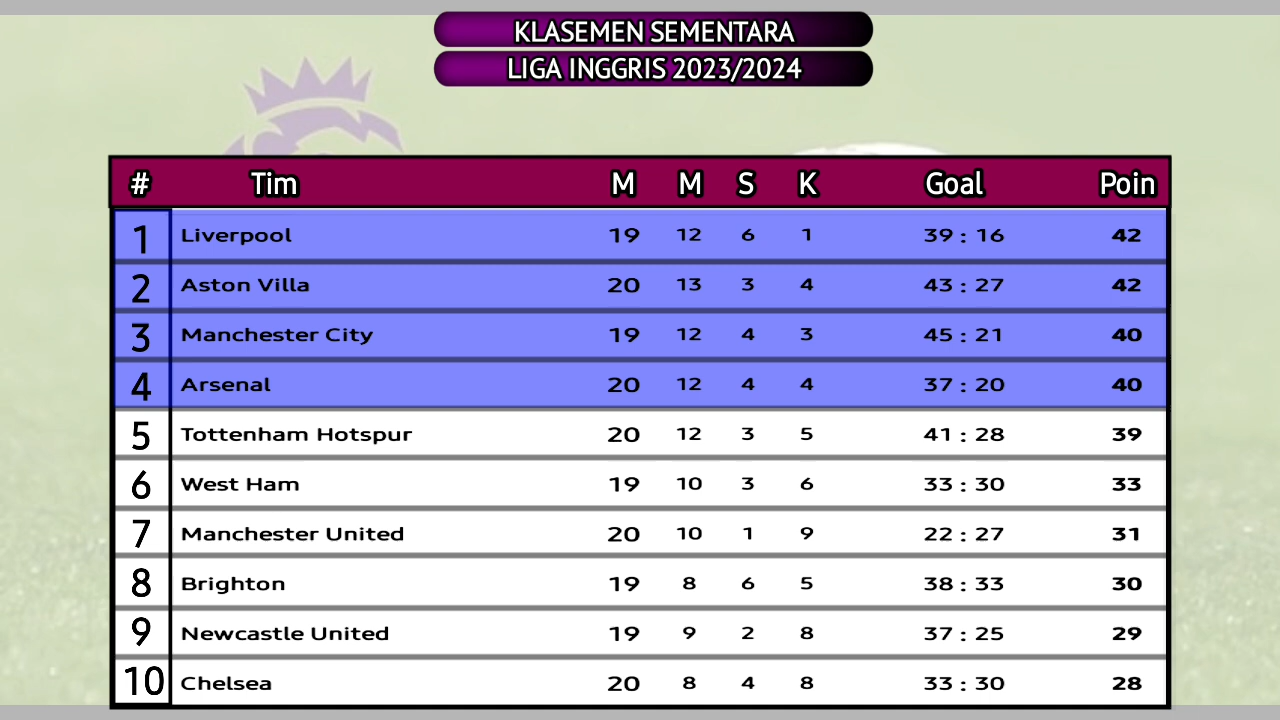 KLASEMEN SEMENTARA
LIGA INGGRIS 2023/2024
# Tim M M S K Goal Poin
1 Liverpool 19 12 6 1 39 : 16 42
2 Aston Villa 20 13 3 4 43 : 27 42
3 Manchester City 19 12 4 3 45 : 21 40
4 Arsenal 20 12 4 4 37 : 20 40
5 Tottenham Hotspur 20 12 3 5 41 : 28 39
6 West Ham 19 10 3 6 33 : 30 33
7 Manchester United 20 10 1 9 22 : 27 31
8 Brighton 19 8 6 5 38 : 33 30
9 Newcastle United 19 9 2 8 37 : 25 29
10 Chelsea 20 8 4 8 33 : 30 28